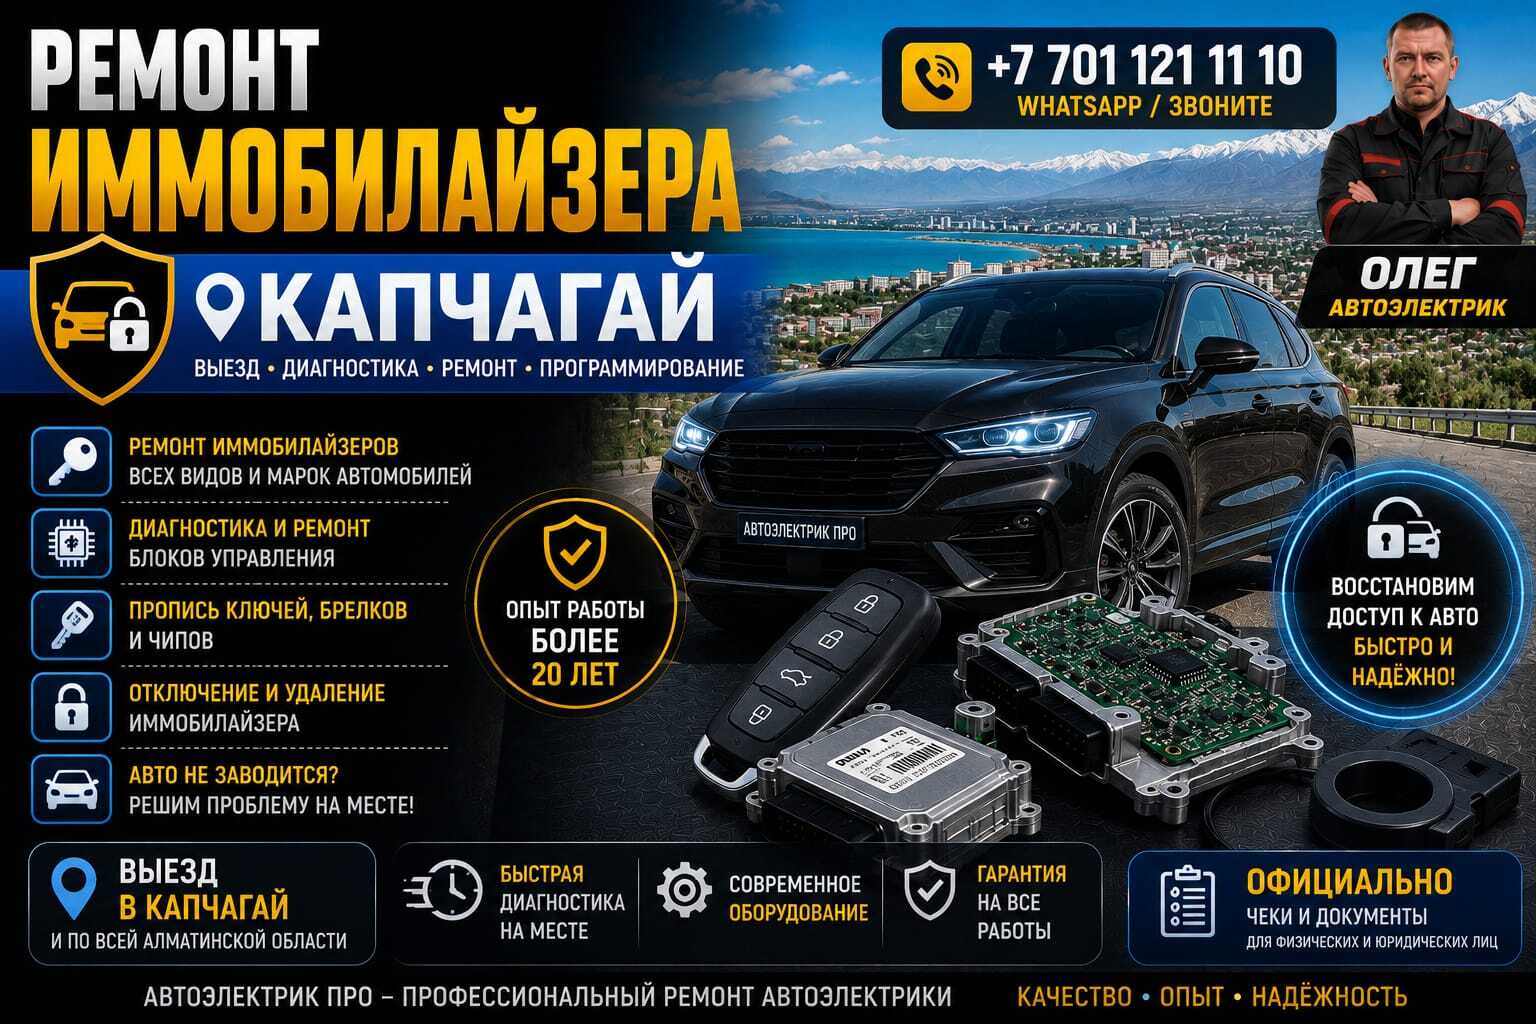 РЕМОНТ
ИММОБИЛАЙЗЕРА
КАПЧАГАЙ
ВЫЕЗД • ДИАГНОСТИКА • РЕМОНТ • ПРОГРАММИРОВАНИЕ
+7 701 121 11 10
WHATSAPP / ЗВОНИТЕ
ОЛЕГ
АВТОЭЛЕКТРИК
РЕМОНТ ИММОБИЛАЙЗЕРОВ
ВСЕХ ВИДОВ И МАРОК АВТОМОБИЛЕЙ
ДИАГНОСТИКА И РЕМОНТ
БЛОКОВ УПРАВЛЕНИЯ
ПРОПИСЬ КЛЮЧЕЙ, БРЕЛКОВ
И ЧИПОВ
ОТКЛЮЧЕНИЕ И УДАЛЕНИЕ
ИММОБИЛАЙЗЕРА
АВТО НЕ ЗАВОДИТСЯ?
РЕШИМ ПРОБЛЕМУ НА МЕСТЕ!
ОПЫТ РАБОТЫ
БОЛЕЕ
20 ЛЕТ
АВТОЭЛЕКТРИК ПРО
ВОССТАНОВИМ
ДОСТУП К АВТО
БЫСТРО И
НАДЁЖНО!
ВЫЕЗД
В КАПЧАГАЙ
И ПО ВСЕЙ АЛМАТИНСКОЙ ОБЛАСТИ
БЫСТРАЯ
ДИАГНОСТИКА
НА МЕСТЕ
СОВРЕМЕННОЕ
ОБОРУДОВАНИЕ
ГАРАНТИЯ
НА ВСЕ
РАБОТЫ
ОФИЦИАЛЬНО
ЧЕКИ И ДОКУМЕНТЫ
ДЛЯ ФИЗИЧЕСКИХ И ЮРИДИЧЕСКИХ ЛИЦ
АВТОЭЛЕКТРИК ПРО – ПРОФЕССИОНАЛЬНЫЙ РЕМОНТ АВТОЭЛЕКТРИКИ
КАЧЕСТВО • ОПЫТ • НАДЁЖНОСТЬ